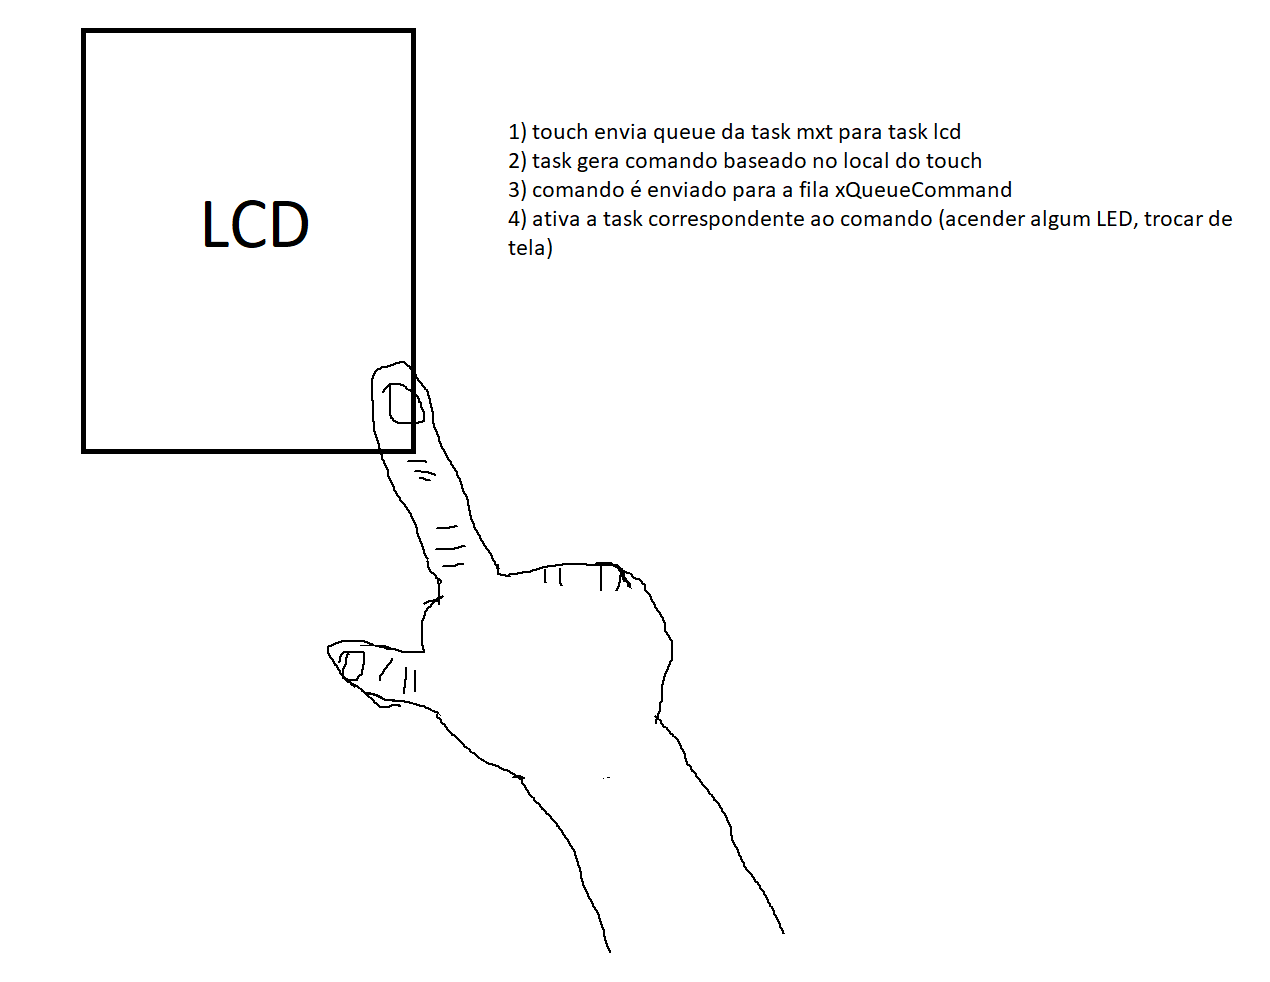 LCD
1) touch envia queue da task mxt para task lcd
2) task gera comando baseado no local do touch
3) comando é enviado para a fila xQueueCommand
4) ativa a task correspondente ao comando (acender algum LED, trocar de
tela)